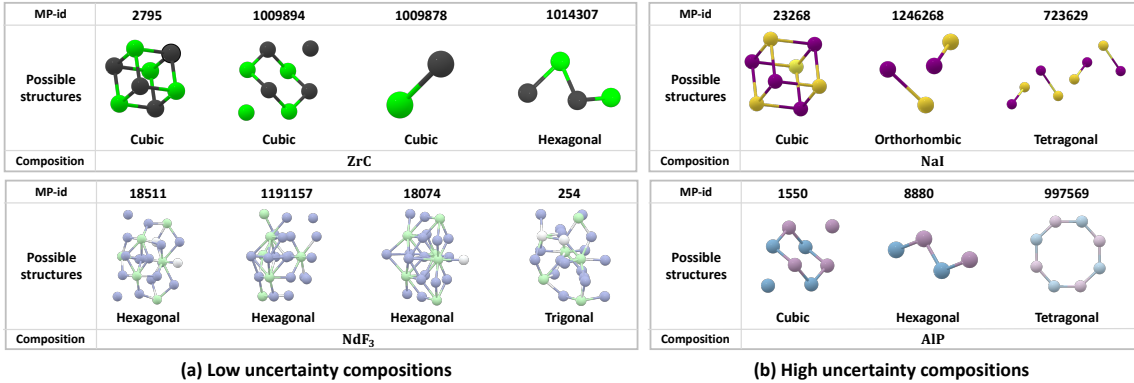 MP-id 2795 1009894 1009878 1014307
Possible structures
Cubic Cubic Cubic Hexagonal
Composition ZrC
MP-id 18511 1191157 18074 254
Possible structures
Hexagonal Hexagonal Hexagonal Trigonal
Composition NdF₃
(a) Low uncertainty compositions
MP-id 23268 1246268 723629
Possible structures
Cubic Orthorhombic Tetragonal
Composition NaI
MP-id 1550 8880 997569
Possible structures
Cubic Hexagonal Tetragonal
Composition AlP
(b) High uncertainty compositions